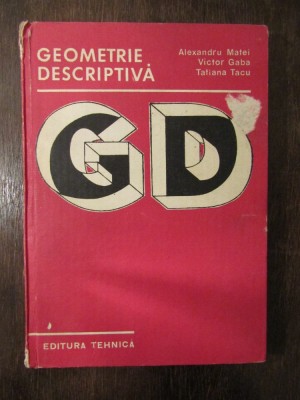 GEOMETRIE
DESCRIPTIVĂ
Alexandru Matei
Victor Gaba
Tatiana Tacu
GD
EDITURA TEHNICĂ